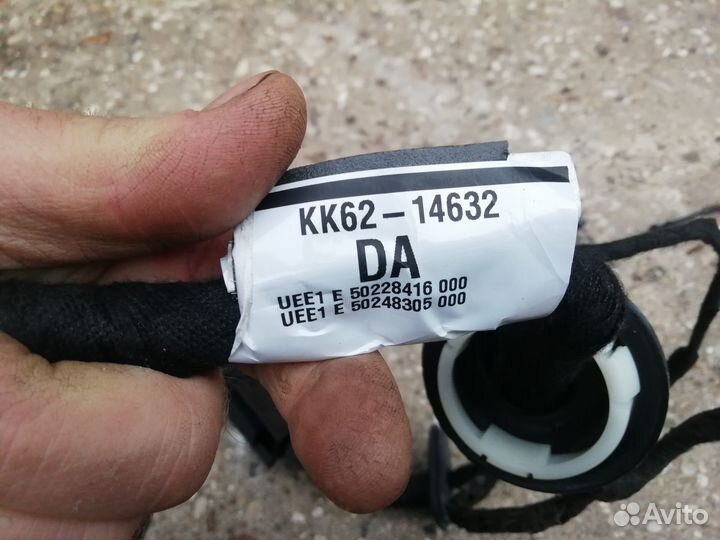 KK62-14632
DA
UEE1 E 50228416 000
UEE1 E 50248305 000
Avito